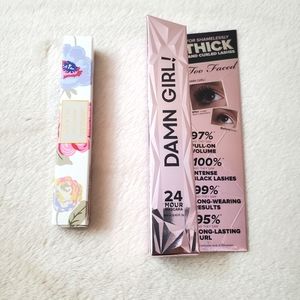 DAMN GIRL!
24
HOUR
MASCARA
FOR SHAMELESSLY
THICK
AND CURLED LASHES
Too Faced
97%
FULL-ON
VOLUME
100%
INTENSE
BLACK LASHES
99%
LONG-WEARING
RESULTS
95%
LONG-LASTING
CURL